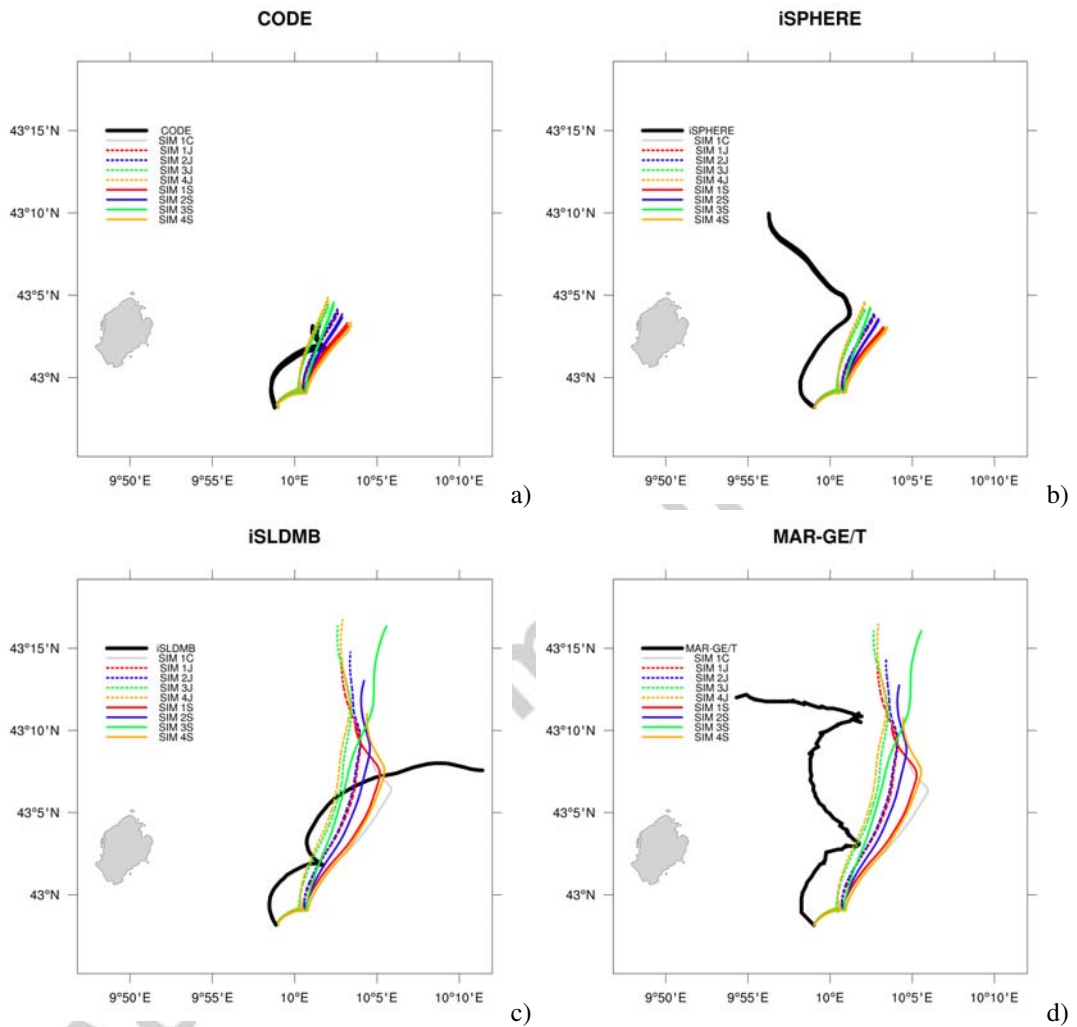 CODE
43°15'N
43°10'N
43°5'N
43°N
CODE
SIM 1C
SIM 1J
SIM 2J
SIM 3J
SIM 4J
SIM 1S
SIM 2S
SIM 3S
SIM 4S
9°50'E 9°55'E 10°E 10°5'E 10°10'E
a)
iSPHERE
43°15'N
43°10'N
43°5'N
43°N
iSPHERE
SIM 1C
SIM 1J
SIM 2J
SIM 3J
SIM 4J
SIM 1S
SIM 2S
SIM 3S
SIM 4S
9°50'E 9°55'E 10°E 10°5'E 10°10'E
b)
iSLDMB
43°15'N
43°10'N
43°5'N
43°N
iSLDMB
SIM 1C
SIM 1J
SIM 2J
SIM 3J
SIM 4J
SIM 1S
SIM 2S
SIM 3S
SIM 4S
9°50'E 9°55'E 10°E 10°5'E 10°10'E
c)
MAR-GE/T
43°15'N
43°10'N
43°5'N
43°N
MAR-GE/T
SIM 1C
SIM 1J
SIM 2J
SIM 3J
SIM 4J
SIM 1S
SIM 2S
SIM 3S
SIM 4S
9°50'E 9°55'E 10°E 10°5'E 10°10'E
d)